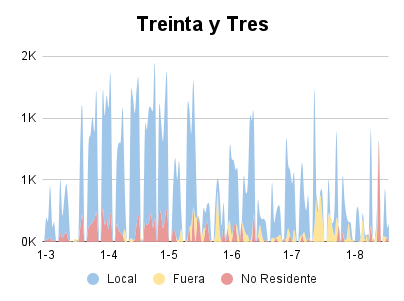 Treinta y Tres
2K
1K
1K
0K
1-3 1-4 1-5 1-6 1-7 1-8
Local Fuera No Residente